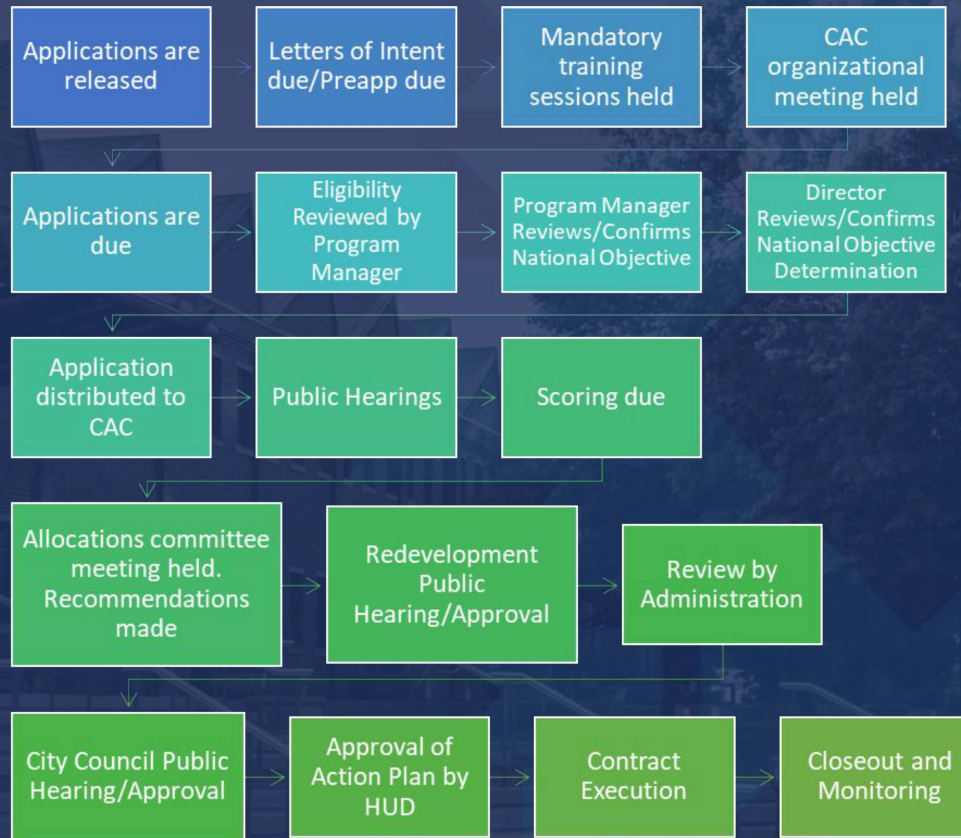 Applications are
released
Letters of Intent
due/Preapp due
Mandatory
training
sessions held
CAC
organizational
meeting held
Applications are
due
Eligibility
Reviewed by
Program
Manager
Program Manager
Reviews/Confirms
National Objective
Director
Reviews/Confirms
National Objective
Determination
Application
distributed to
CAC
Public Hearings
Scoring due
Allocations committee
meeting held.
Recommendations
made
Redevelopment
Public
Hearing/Approval
Review by
Administration
City Council Public
Hearing/Approval
Approval of
Action Plan by
HUD
Contract
Execution
Closeout and
Monitoring